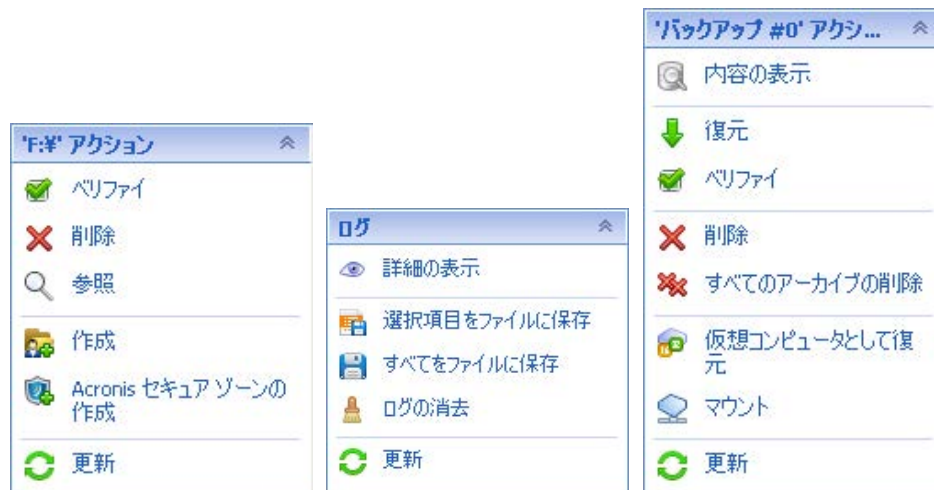 'F:¥' アクション
ベリファイ
削除
参照
作成
Acronis セキュア ゾーンの
作成
更新
ログ
詳細の表示
選択項目をファイルに保存
すべてをファイルに保存
ログの消去
更新
'バックアップ #0' アクシ...
内容の表示
復元
ベリファイ
削除
すべてのアーカイブの削除
仮想コンピュータとして復
元
マウント
更新